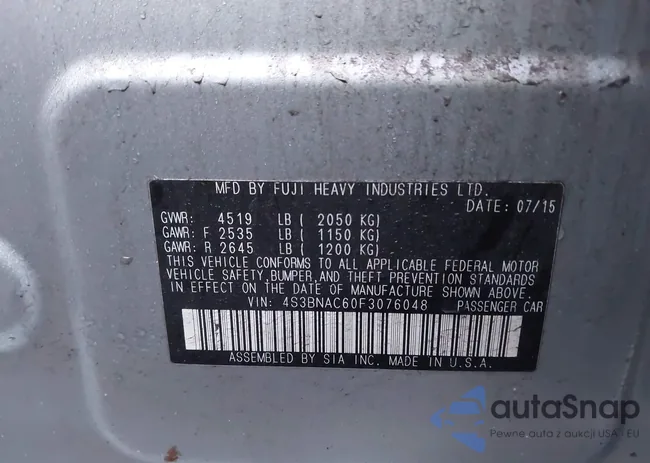 MFD BY FUJI HEAVY INDUSTRIES LTD.
DATE: 07/15
GVWR: 4519 LB ( 2050 KG)
GAWR: F 2535 LB ( 1150 KG)
GAWR: R 2645 LB ( 1200 KG)
THIS VEHICLE CONFORMS TO ALL APPLICABLE FEDERAL MOTOR
VEHICLE SAFETY, BUMPER, AND THEFT PREVENTION STANDARDS
IN EFFECT ON THE DATE OF MANUFACTURE SHOWN ABOVE.
VIN: 4S3BNAC60F3076048 PASSENGER CAR
ASSEMBLED BY SIA INC. MADE IN U.S.A.
autaSnap
Pewne auta z aukcji USA - EU